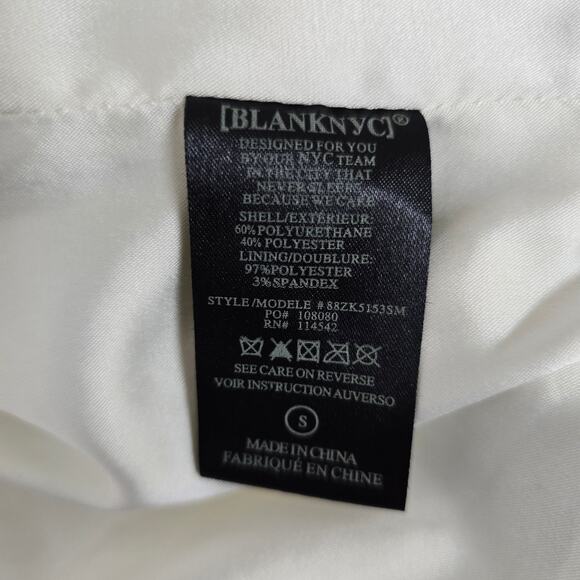 [BLANKNYC]®
DESIGNED FOR YOU
BY OUR NYC TEAM
IN THE CITY THAT
NEVER SLEEPS
BECAUSE WE CARE
SHELL/EXTÉRIEUR:
60%POLYURETHANE
40% POLYESTER
LINING/DOUBLURE:
97%POLYESTER
3%SPANDEX
STYLE/MODELE # 88ZK5153SM
PO# 108080
RN# 114542
SEE CARE ON REVERSE
VOIR INSTRUCTION AUVERSO
S
MADE IN CHINA
FABRIQUÉ EN CHINE